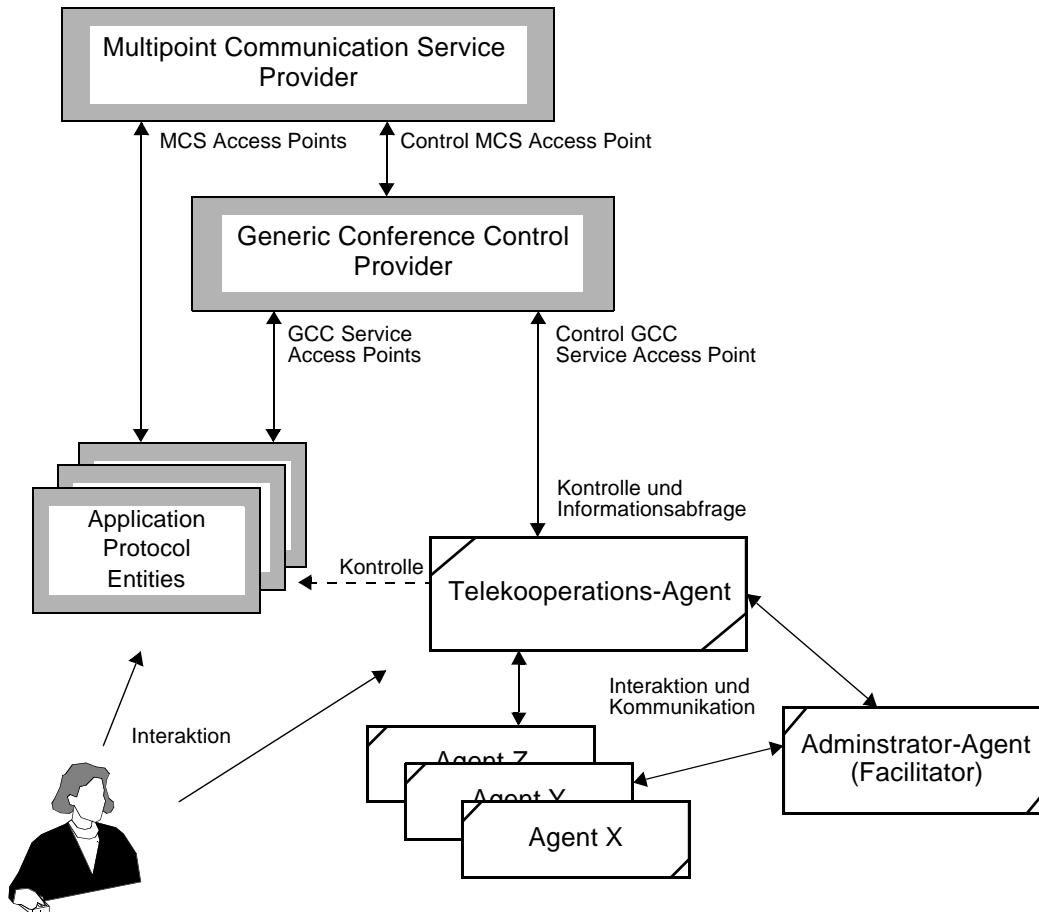 Multipoint Communication Service
Provider
MCS Access Points
Control MCS Access Point
Generic Conference Control
Provider
GCC Service
Access Points
Control GCC
Service Access Point
Kontrolle und
Informationsabfrage
Application
Protocol
Entities
Kontrolle
Telekooperations-Agent
Interaktion und
Kommunikation
Interaktion
Agent Z
Agent Y
Agent X
Adminstrator-Agent
(Facilitator)